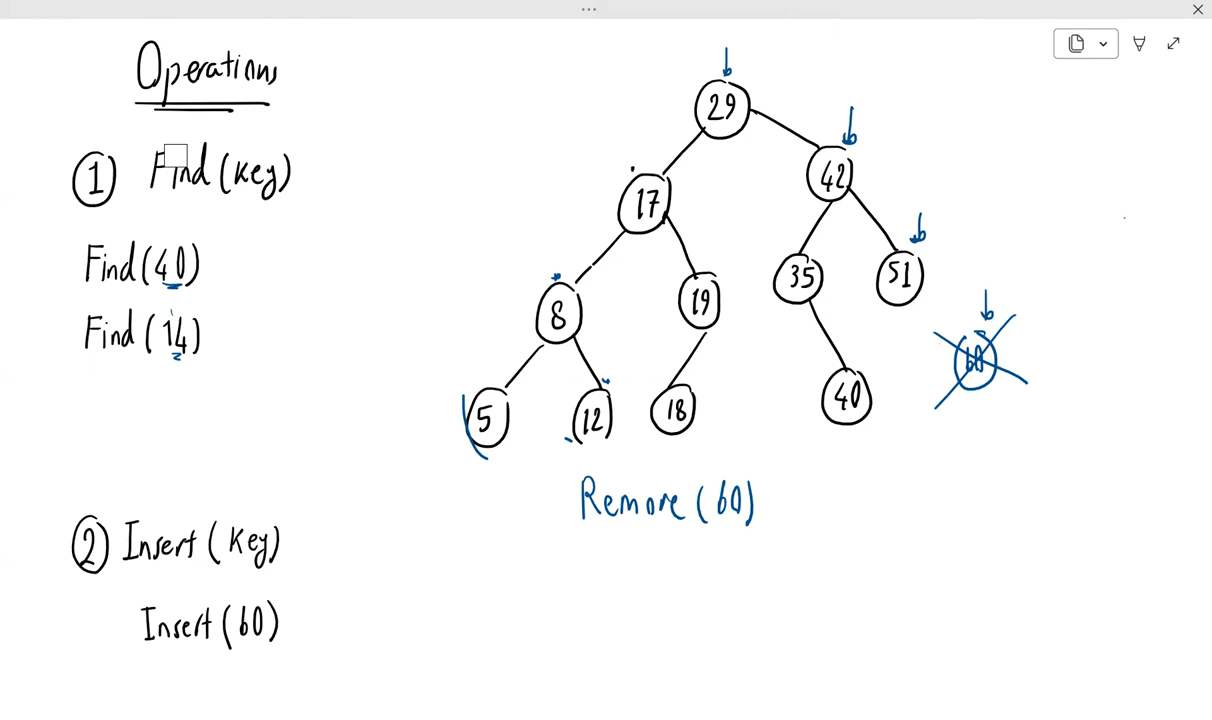 Operations
1 Find(Key)
Find(40)
Find(14)
2 Insert(Key)
Insert(60)
29
42
17
35
51
8
19
60
5
12
18
40
Remove(60)